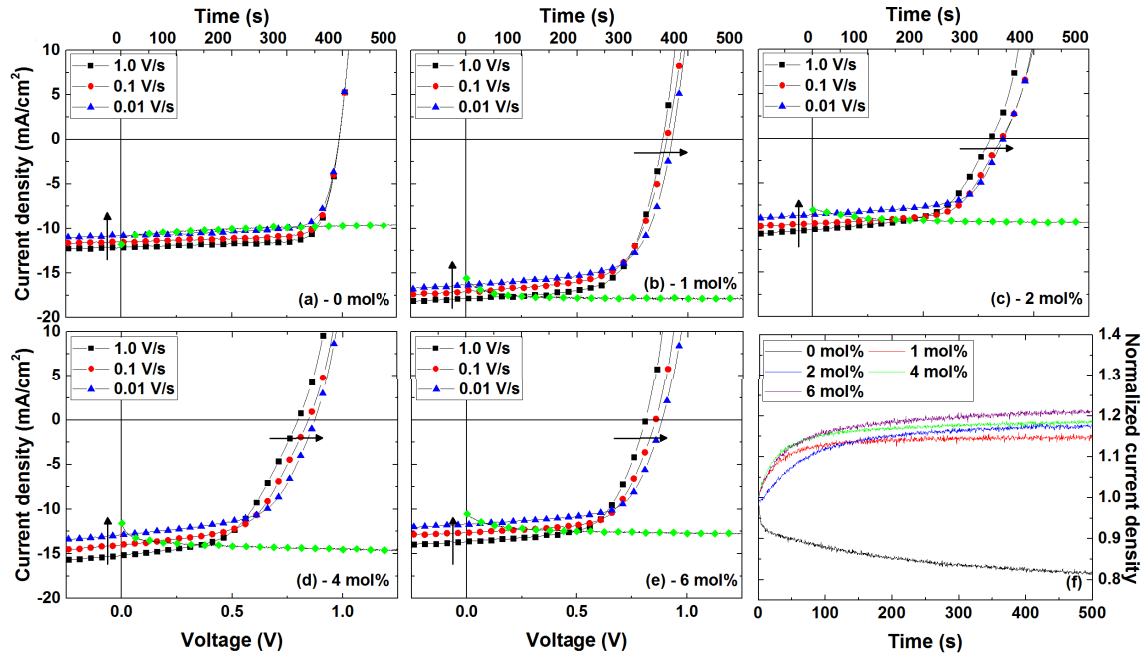 Time (s)
Time (s)
Time (s)
0 100 200 300 400 500
0 100 200 300 400 500
0 100 200 300 400 500
Current density (mA/cm2)
10
5
0
-5
-10
-15
-20
1.0 V/s
0.1 V/s
0.01 V/s
(a) - 0 mol%
1.0 V/s
0.1 V/s
0.01 V/s
(b) - 1 mol%
1.0 V/s
0.1 V/s
0.01 V/s
(c) - 2 mol%
Current density (mA/cm2)
10
5
0
-5
-10
-15
-20
1.0 V/s
0.1 V/s
0.01 V/s
(d) - 4 mol%
0.0 0.5 1.0
Voltage (V)
1.0 V/s
0.1 V/s
0.01 V/s
(e) - 6 mol%
0.0 0.5 1.0
Voltage (V)
0 mol% 1 mol%
2 mol% 4 mol%
6 mol%
(f)
0 100 200 300 400 500
Time (s)
1.4
1.3
1.2
1.1
1.0
0.9
0.8
Normalized current density